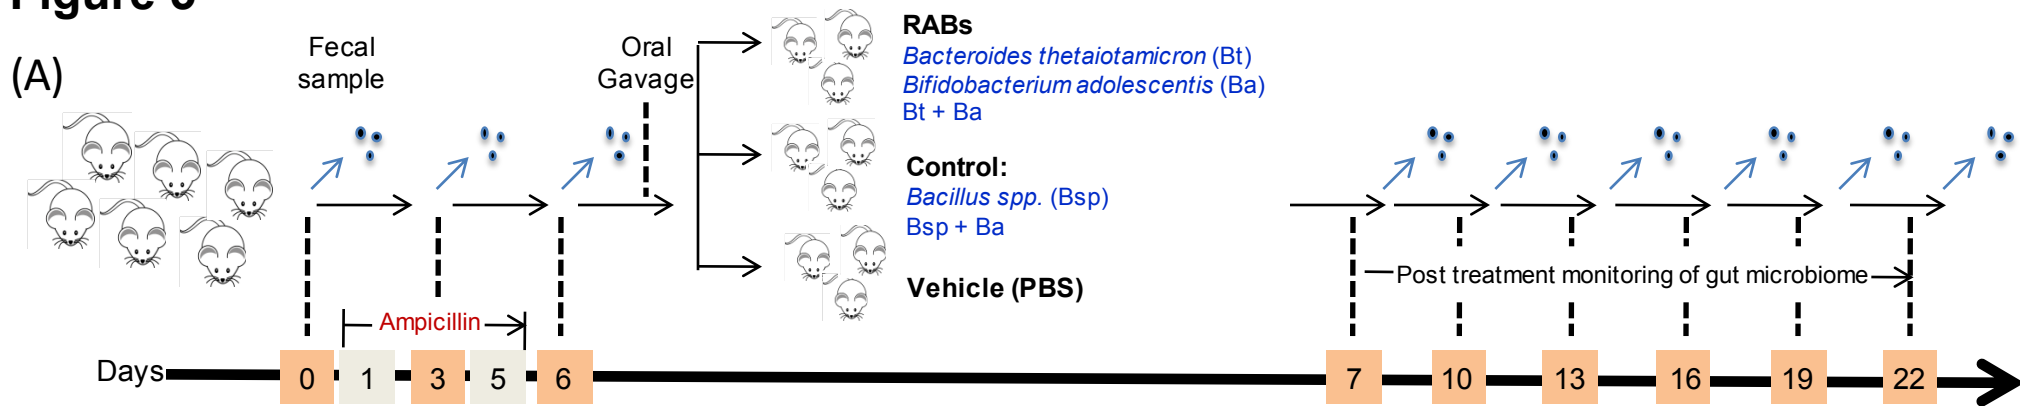 (A)
Fecal
sample
Oral
Gavage
RABs
Bacteroides thetaiotamicron (Bt)
Bifidobacterium adolescentis (Ba)
Bt + Ba
Control:
Bacillus spp. (Bsp)
Bsp + Ba
Vehicle (PBS)
Post treatment monitoring of gut microbiome
Ampicillin
Days 0 1 3 5 6 7 10 13 16 19 22